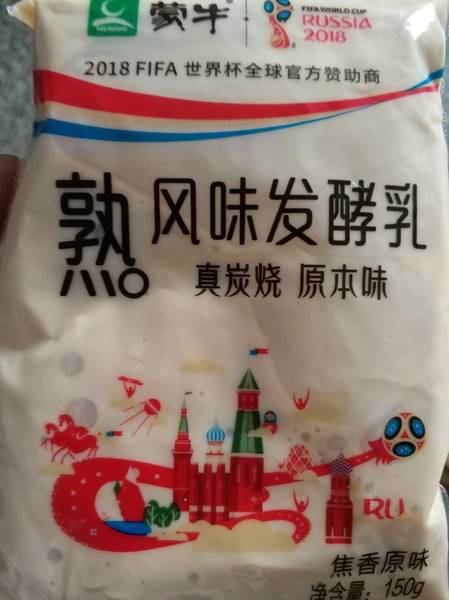 蒙牛
FIFA WORLD CUP
RUSSIA
2018
2018 FIFA 世界杯全球官方赞助商
熟 风味发酵乳
真炭烧 原本味
RU
焦香原味
净含量: 150g